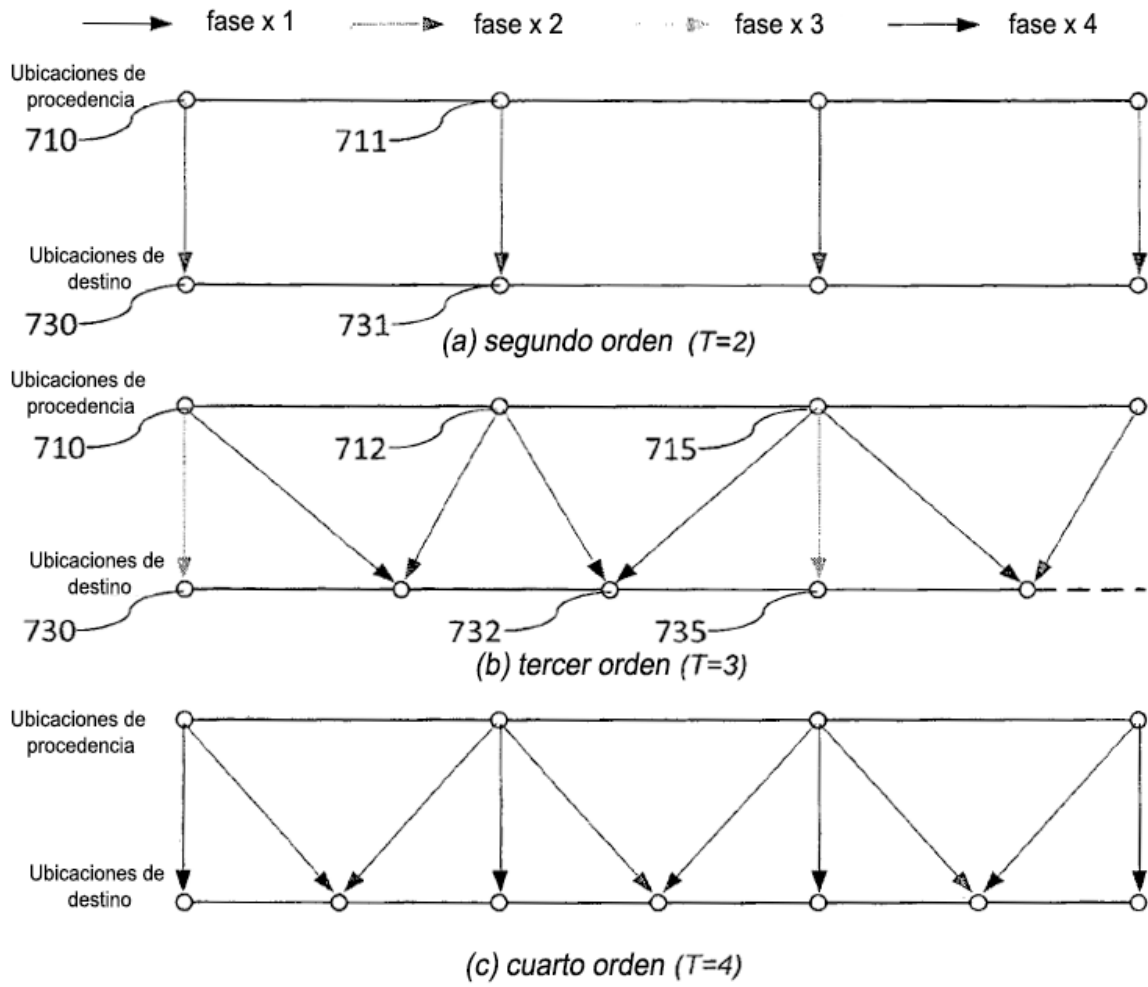 fase x 1 fase x 2 fase x 3 fase x 4
Ubicaciones de
procedencia
710 711
Ubicaciones de
destino
730 731
(a) segundo orden (T=2)
Ubicaciones de
procedencia
710 712 715
Ubicaciones de
destino
730 732 735
(b) tercer orden (T=3)
Ubicaciones de
procedencia
Ubicaciones de
destino
(c) cuarto orden (T=4)